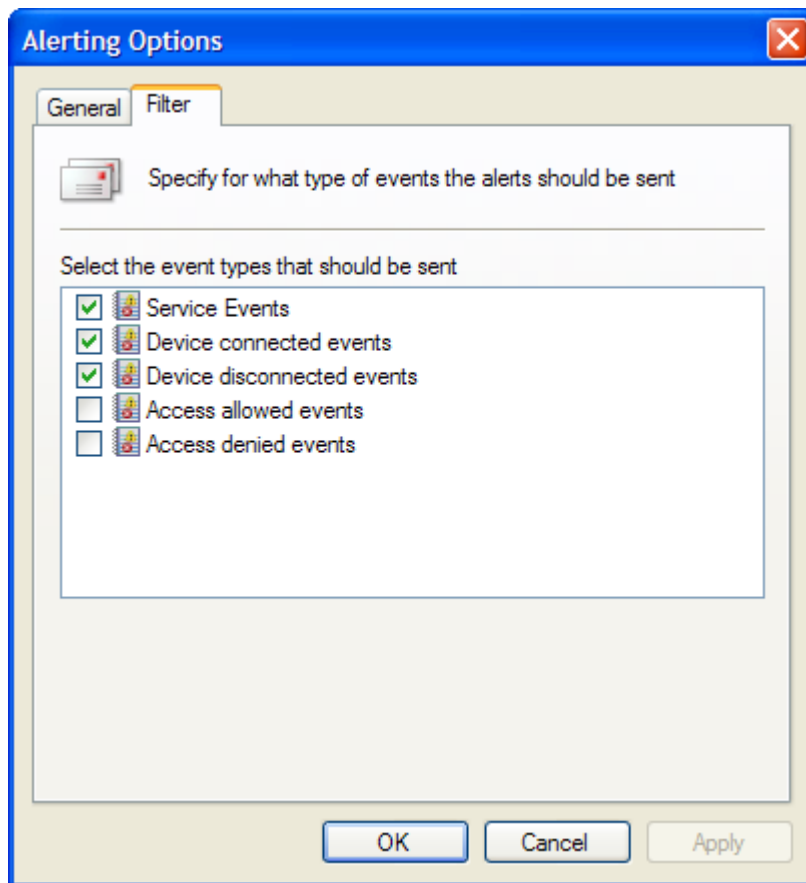 Alerting Options
General Filter
Specify for what type of events the alerts should be sent
Select the event types that should be sent
Service Events
Device connected events
Device disconnected events
Access allowed events
Access denied events
OK Cancel Apply